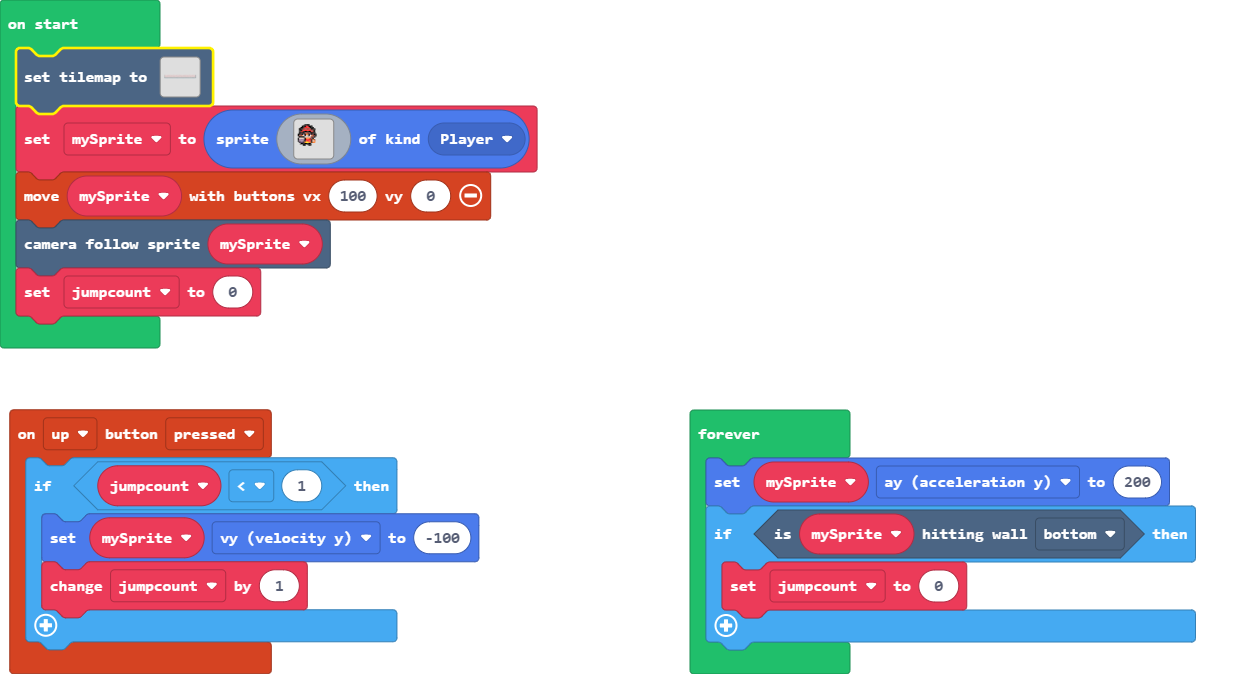 on start
set tilemap to
set mySprite to sprite of kind Player
move mySprite with buttons vx 100 vy 0
camera follow sprite mySprite
set jumpcount to 0
on up button pressed
if jumpcount < 1 then
set mySprite vy (velocity y) to -100
change jumpcount by 1
forever
set mySprite ay (acceleration y) to 200
if is mySprite hitting wall bottom then
set jumpcount to 0